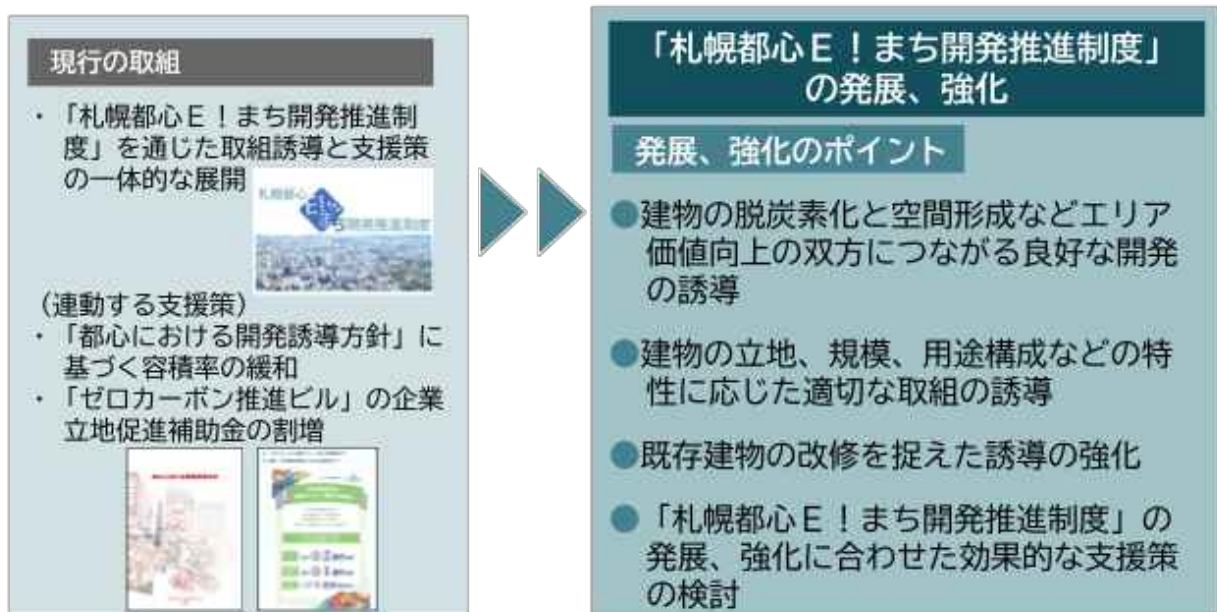 現行の取組
・「札幌都心E！まち開発推進制
度」を通じた取組誘導と支援策
の一体的な展開
札幌都心
開発推進制度
（連動する支援策）
・「都心における開発誘導方針」に
基づく容積率の緩和
・「ゼロカーボン推進ビル」の企業
立地促進補助金の割増
「札幌都心E！まち開発推進制度」
の発展、強化
発展、強化のポイント
●建物の脱炭素化と空間形成などエリア
価値向上の双方につながる良好な開発
の誘導
●建物の立地、規模、用途構成などの特
性に応じた適切な取組の誘導
●既存建物の改修を捉えた誘導の強化
●「札幌都心E！まち開発推進制度」の
発展、強化に合わせた効果的な支援策
の検討